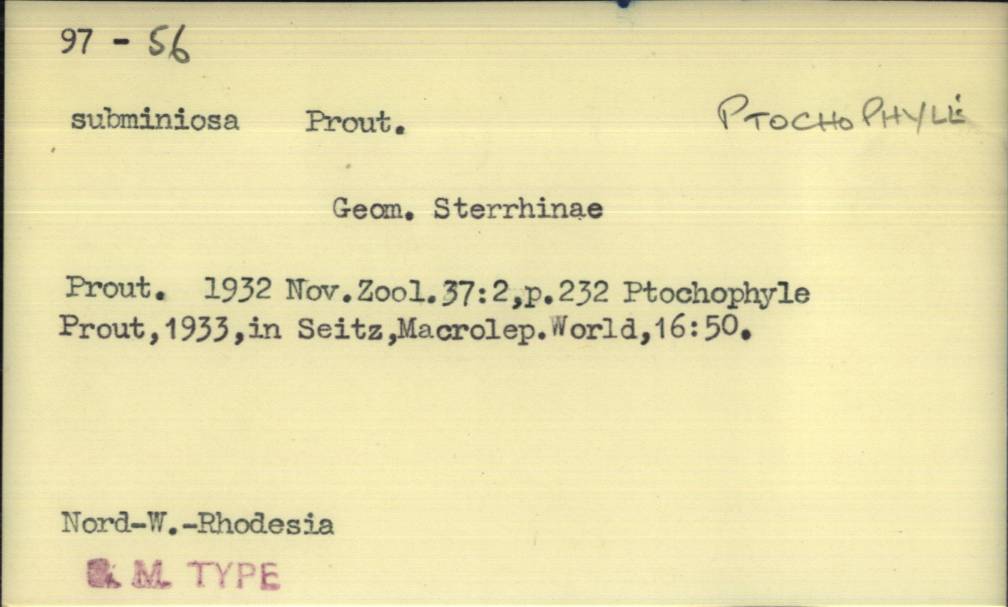 97 - 56
subminiosa Prout. PTOCHOPHYLE
Geom. Sterrhinae
Prout. 1932 Nov.Zool.37:2,p.232 Ptochophyle
Prout,1933,in Seitz,Macrolep.World,16:50.
Nord-W.-Rhodesia
B. M. TYPE